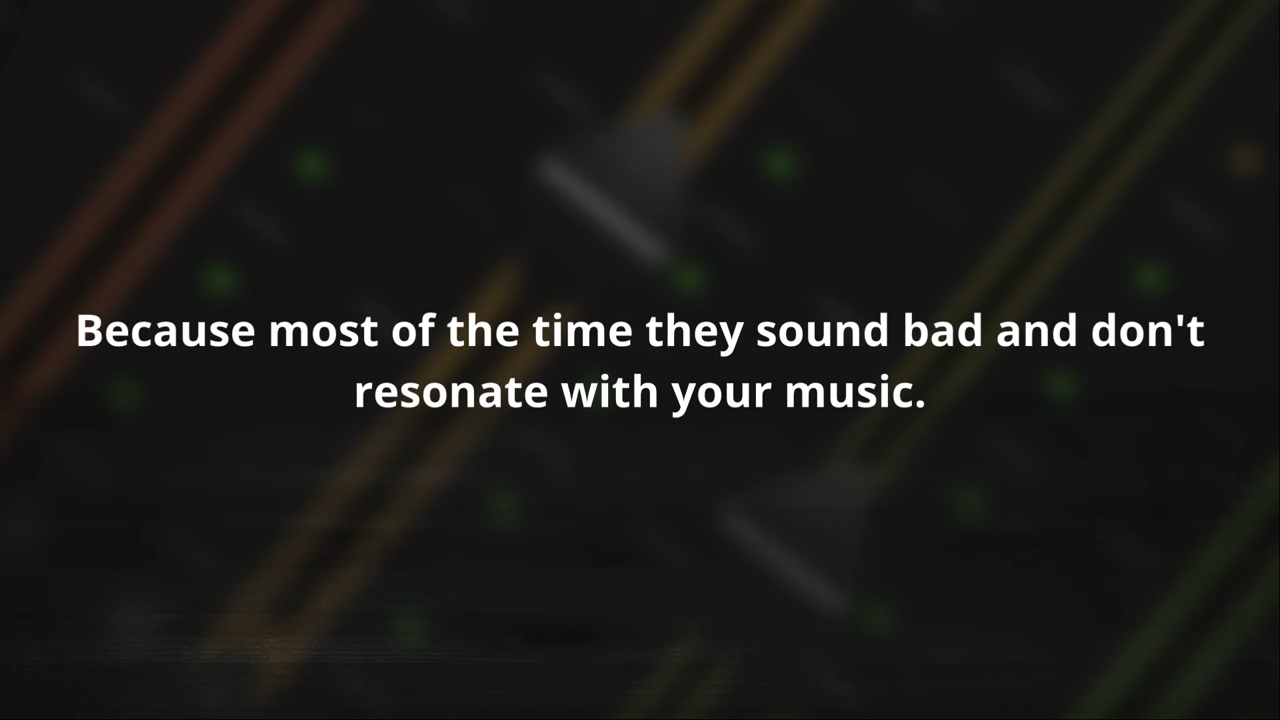 Because most of the time they sound bad and don't
resonate with your music.